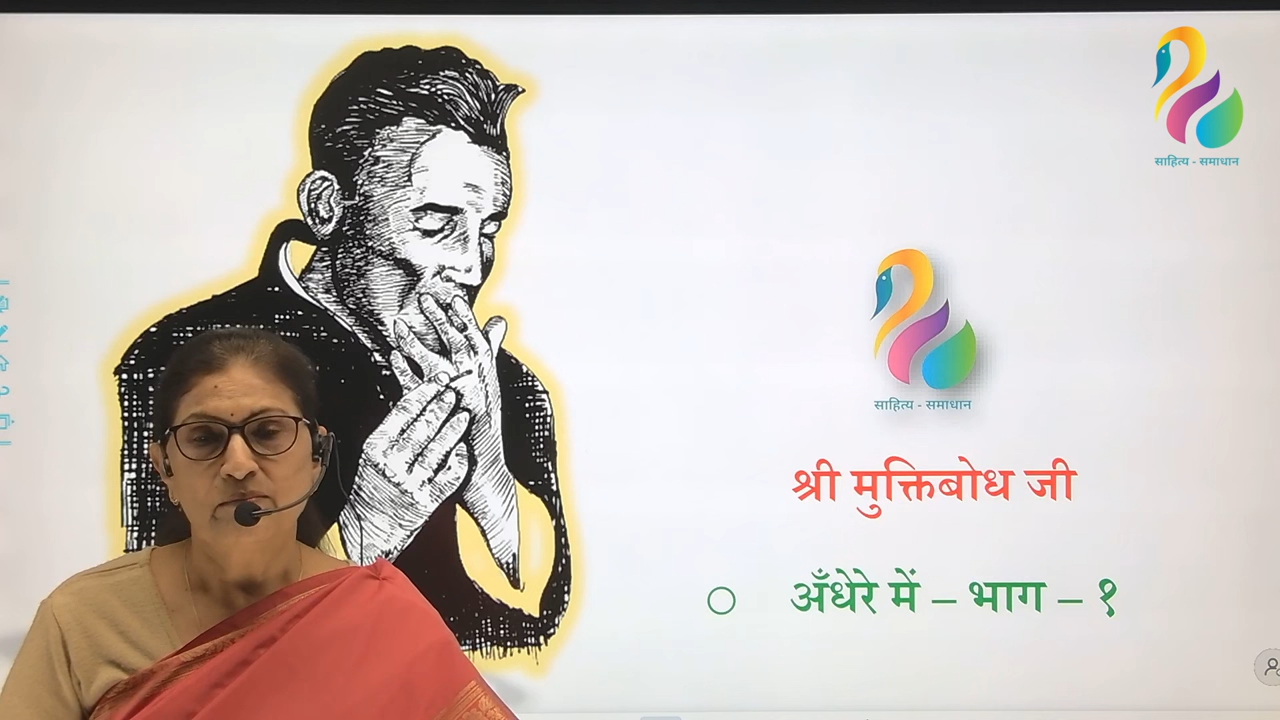 साहित्य - समाधान
साहित्य - समाधान
श्री मुक्तिबोध जी
अँधेरे में – भाग – १